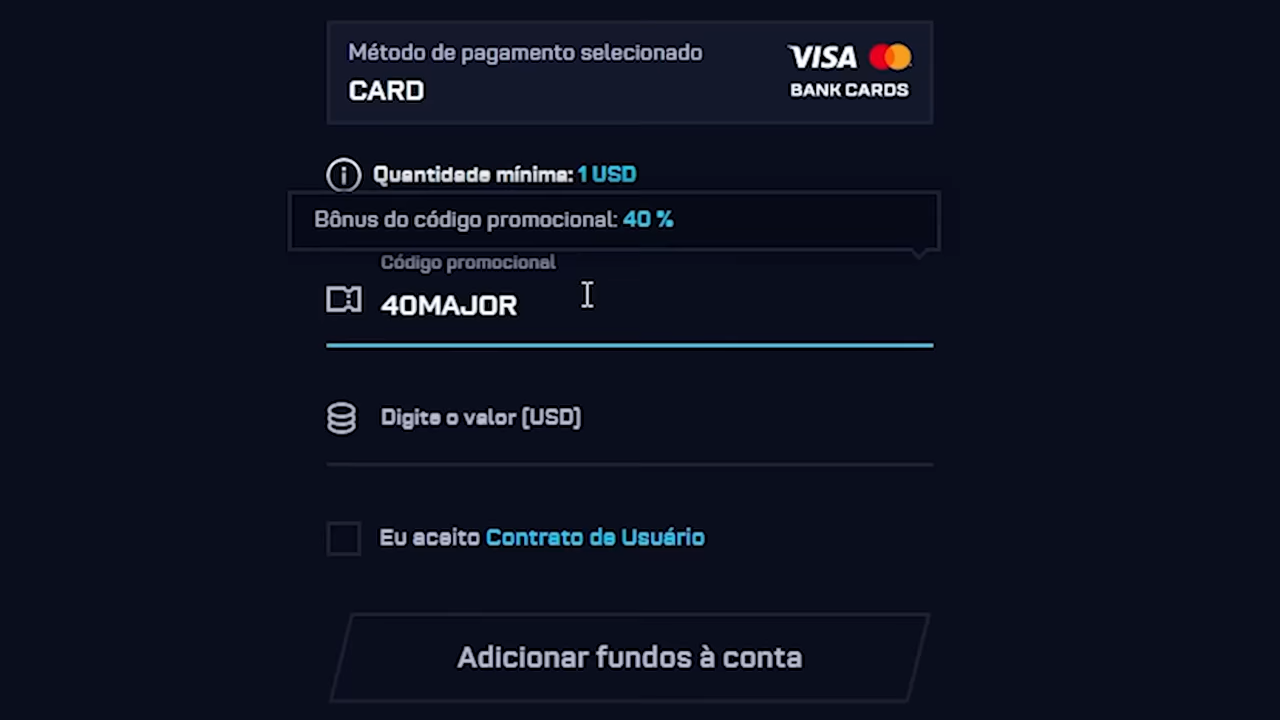 Método de pagamento selecionado
CARD
VISA
BANK CARDS
Quantidade mínima: 1 USD
Bônus do código promocional: 40 %
Código promocional
40MAJOR
Digite o valor (USD)
Eu aceito Contrato de Usuário
Adicionar fundos à conta